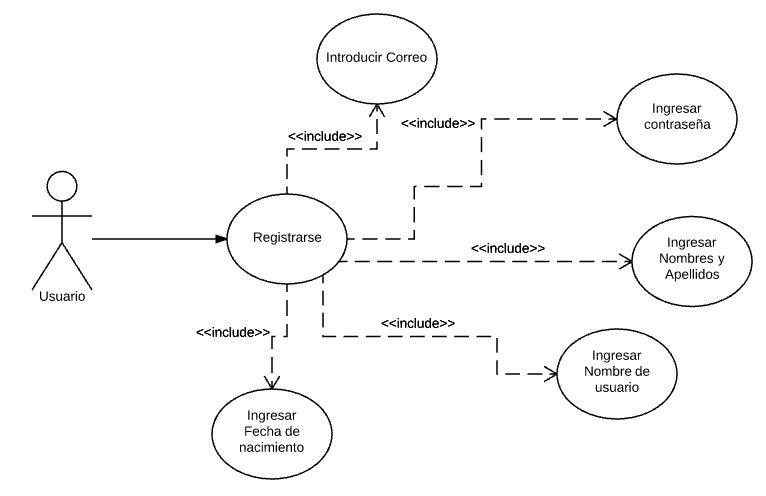 Introducir Correo
<<include>>
<<include>>
Ingresar
contraseña
Registrarse
Usuario
<<include>>
Ingresar
Nombres y
Apellidos
<<include>>
<<include>>
Ingresar
Nombre de
usuario
Ingresar
Fecha de
nacimiento